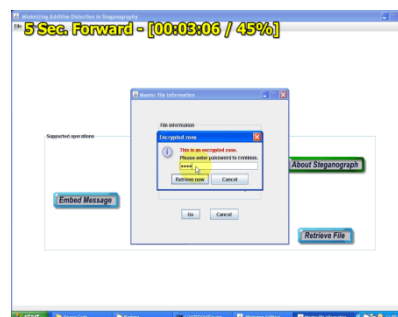 Minimizing Additive Distortion in Steganography
5 Sec. Forward - [00:03:06 / 45%]
File
Master File Information
File information
Supported operations
Encrypted zone
This is an encrypted zone.
Please enter password to continue.
****
Retrieve now Cancel
About Steganograph
Embed Message
Go Cancel
Retrieve File
start